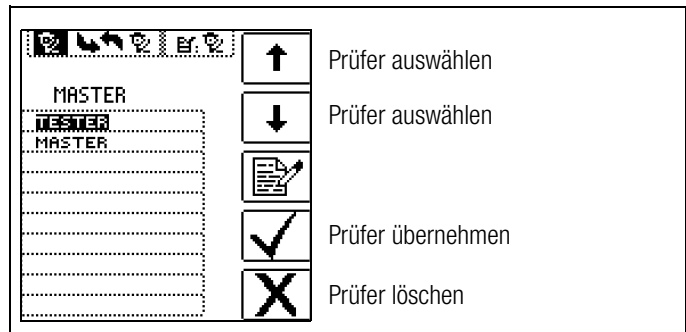 MASTER
TESTER
MASTER
Prüfer auswählen
Prüfer auswählen
Prüfer übernehmen
Prüfer löschen